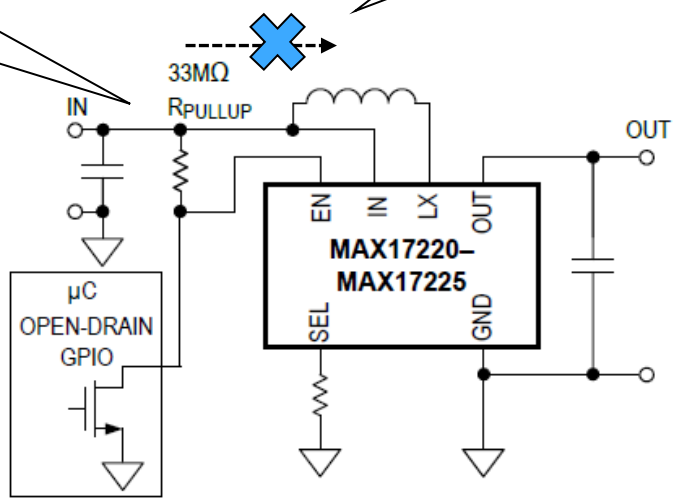 33MΩ
RPULLUP
IN
OUT
EN
IN
LX
OUT
MAX17220–
MAX17225
SEL
GND
µC
OPEN-DRAIN
GPIO